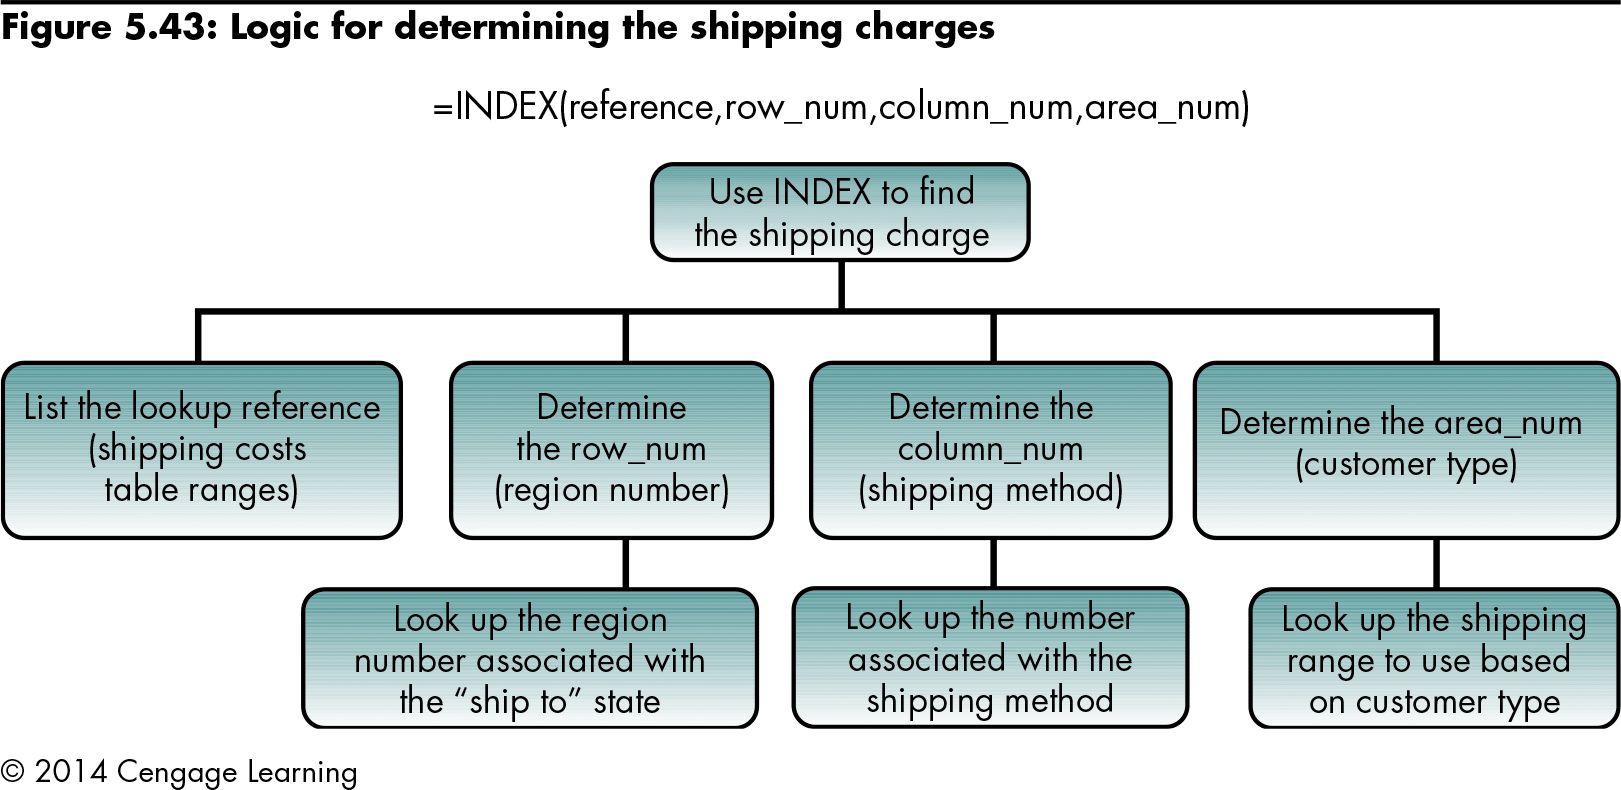 Figure 5.43: Logic for determining the shipping charges
=INDEX(reference,row_num,column_num,area_num)
Use INDEX to find
the shipping charge
List the lookup reference
(shipping costs
table ranges)
Determine
the row_num
(region number)
Determine the
column_num
(shipping method)
Determine the area_num
(customer type)
Look up the region
number associated with
the “ship to” state
Look up the number
associated with the
shipping method
Look up the shipping
range to use based
on customer type
© 2014 Cengage Learning